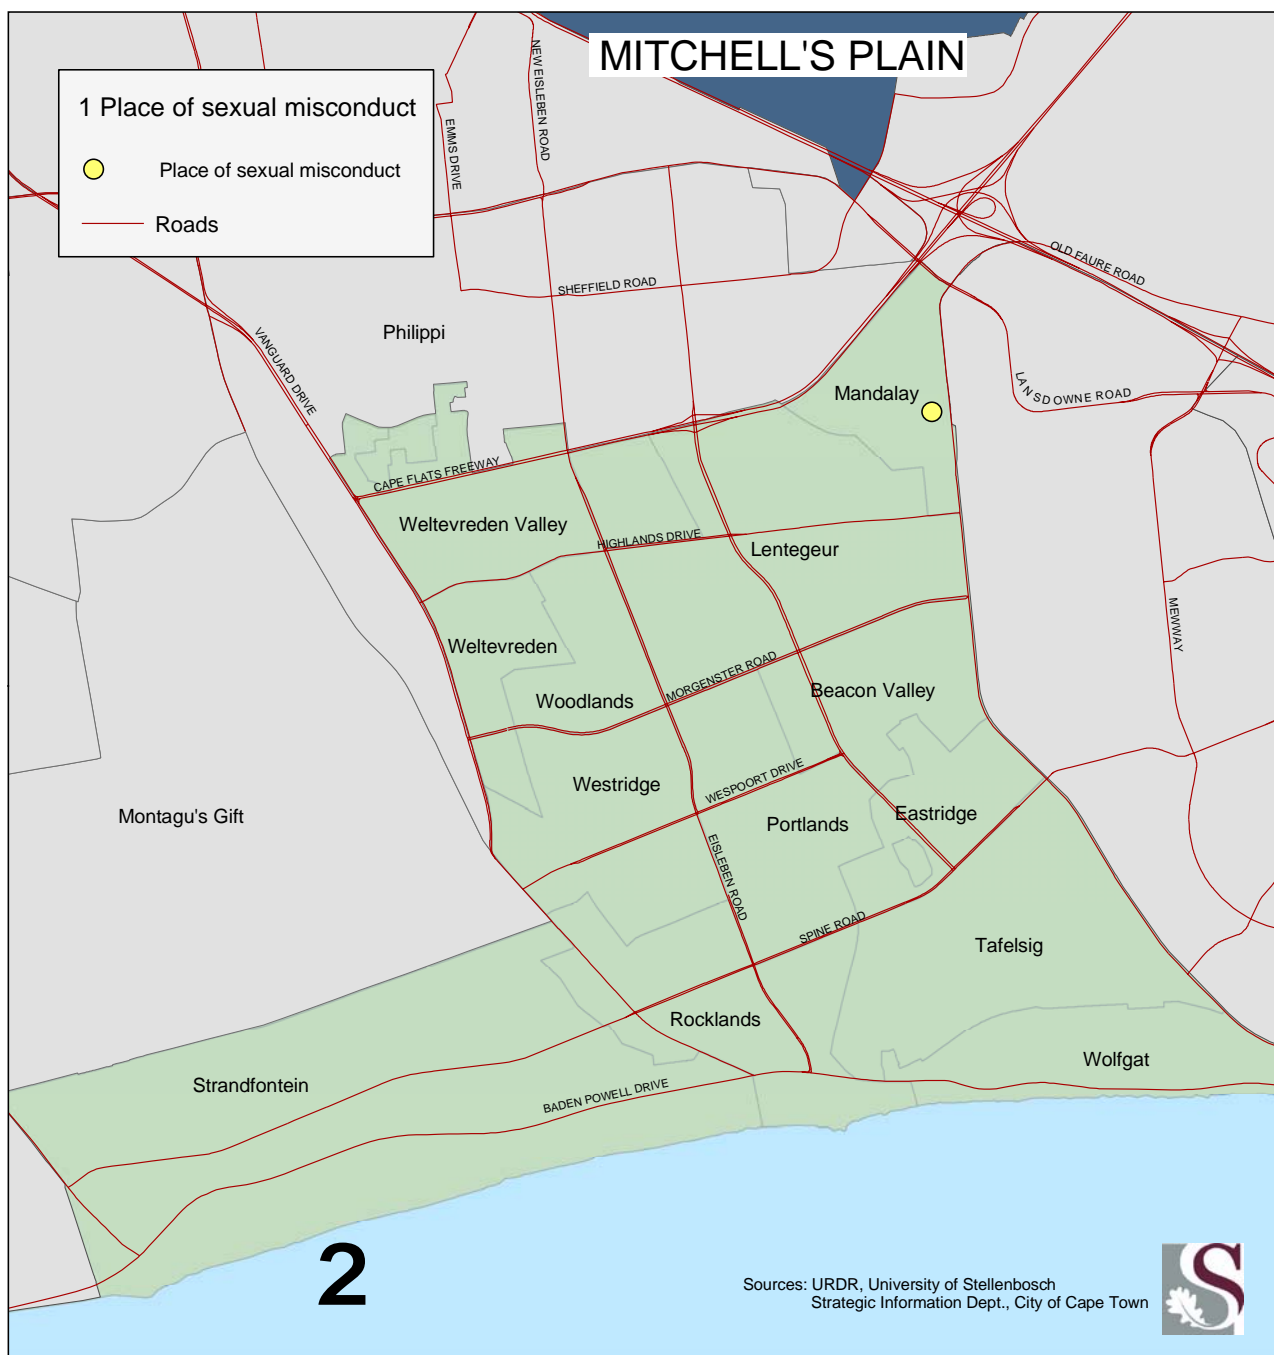 MITCHELL'S PLAIN
1 Place of sexual misconduct
Place of sexual misconduct
Roads
EMMS DRIVE
NEW EISLEBEN ROAD
SHEFFIELD ROAD
OLD FAURE ROAD
VANGUARD DRIVE
Philippi
LANSDOWNE ROAD
Mandalay
CAPE FLATS FREEWAY
Weltevreden Valley
HIGHLANDS DRIVE
Lentegeur
MEWWAY
Weltevreden
MORGENSTER ROAD
Woodlands
Beacon Valley
Westridge
WESPOORT DRIVE
Montagu's Gift
Portlands
Eastridge
EISLEBEN ROAD
SPINE ROAD
Tafelsig
Rocklands
Wolfgat
Strandfontein
BADEN POWELL DRIVE
2
Sources: URDR, University of Stellenbosch
Strategic Information Dept., City of Cape Town
S